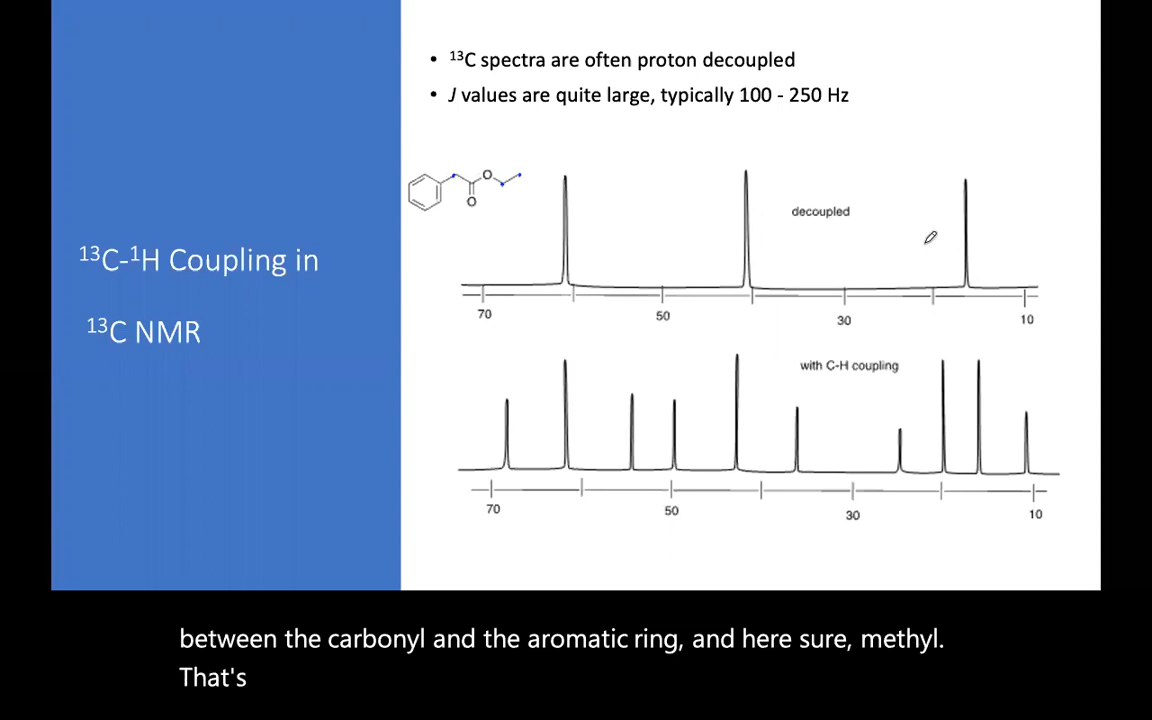 • ¹³C spectra are often proton decoupled
• J values are quite large, typically 100 - 250 Hz
¹³C-¹H Coupling in
¹³C NMR
O
O
decoupled
70 50 30 10
with C-H coupling
70 50 30 10
between the carbonyl and the aromatic ring, and here sure, methyl.
That's